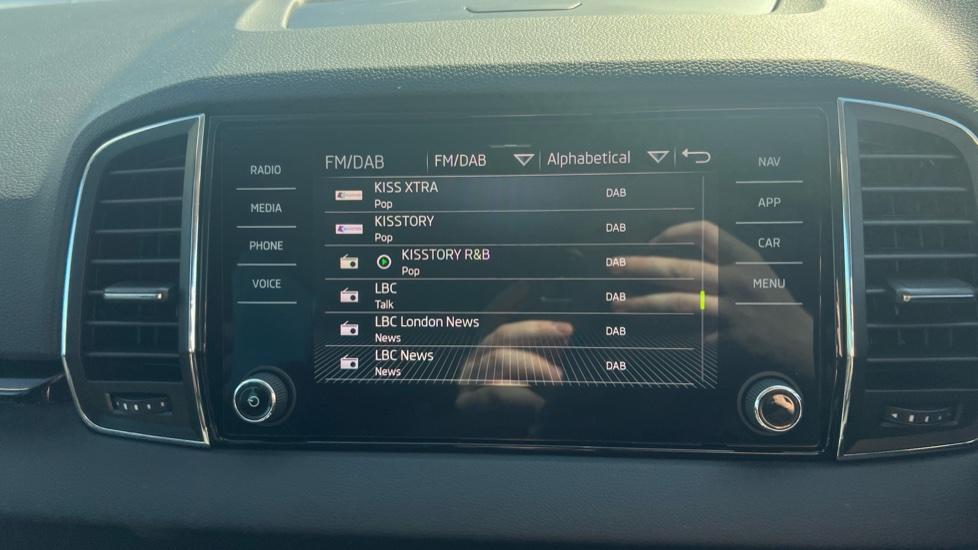 RADIO
MEDIA
PHONE
VOICE
FM/DAB FM/DAB Alphabetical
KISS XTRA DAB
Pop
KISSTORY DAB
Pop
KISSTORY R&B DAB
Pop
LBC DAB
Talk
LBC London News DAB
News
LBC News DAB
News
NAV
APP
CAR
MENU